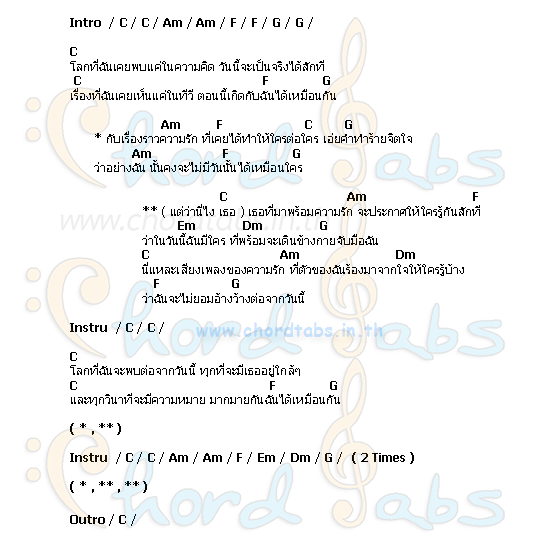 Intro / C / C / Am / Am / F / F / G / G /
C
โลกที่ฉันเคยพบแค่ในความคิด วันนี้จะเป็นจริงได้สักที
C F G
เรื่องที่ฉันเคยเห็นแค่ในทีวี ตอนนี้เกิดกับฉันได้เหมือนกัน
Am F C G
* กับเรื่องราวความรัก ที่เคยได้ทำให้ใครต่อใคร เอ่ยคำทำร้ายจิตใจ
Am F G
ว่าอย่างฉัน นั้นคงจะไม่มีวันนั้นได้เหมือนใคร
C Am F
** ( แต่ว่านี่ไง เธอ ) เธอที่มาพร้อมความรัก จะประกาศให้ใครรู้กันสักที่
Em Dm G
ว่าในวันนี้ฉันมีใคร ที่พร้อมจะเดินข้างกายจับมือฉัน
C Am Dm
นี่แหละเสียงเพลงของความรัก ที่ตัวของฉันร้องมาจากใจให้ใครรู้บ้าง
F G
ว่าฉันจะไม่ยอมอ้างว้างต่อจากวันนี้
Instru / C / C /
C
โลกที่ฉันจะพบต่อจากวันนี้ ทุกที่จะมีเธออยู่ใกล้ๆ
C F G
และทุกวินาทีจะมีความหมาย มากมายกันฉันได้เหมือนกัน
( * , ** )
Instru / C / C / Am / Am / F / Em / Dm / G / ( 2 Times )
( * , ** , ** )
Outro / C /
www.chordtabs.in.th
www.chordtabs.in.th
Chord Tabs
Chord Tabs
Chord Tabs